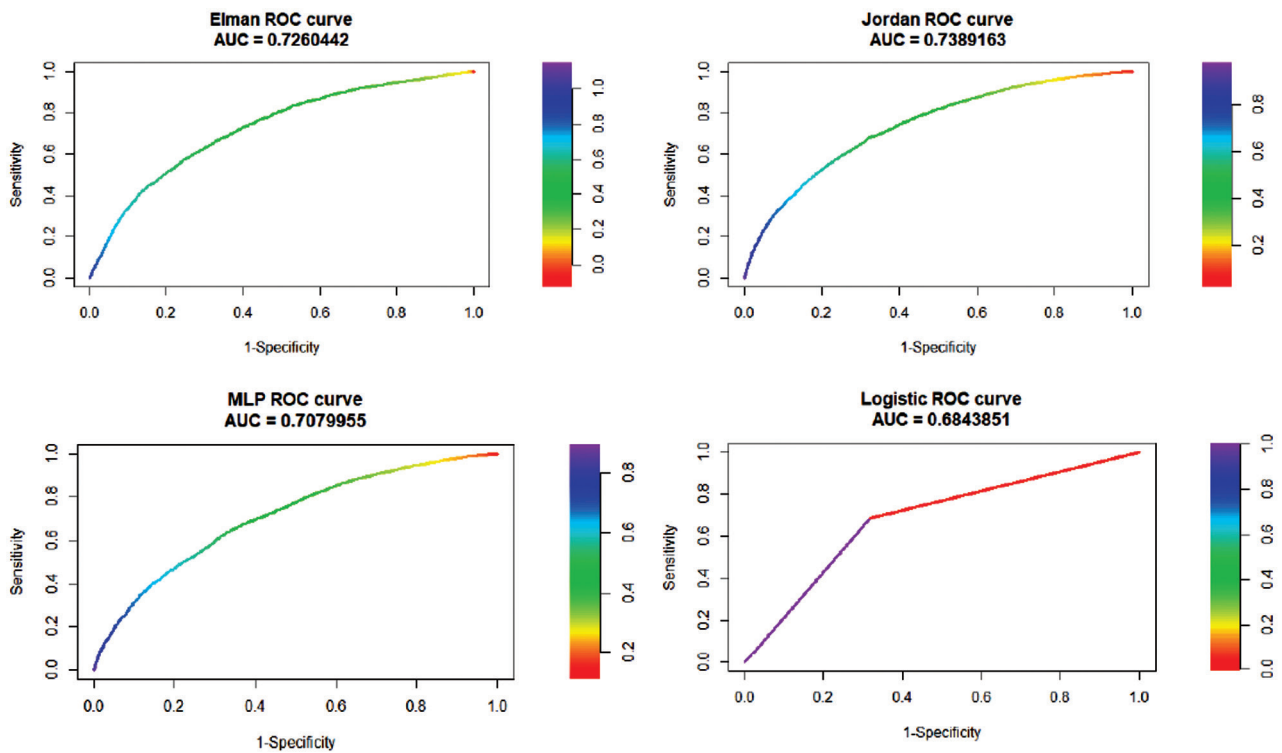 Elman ROC curve
AUC = 0.7260442
Sensitivity
0.0 0.2 0.4 0.6 0.8 1.0
0.0 0.2 0.4 0.6 0.8 1.0
1-Specificity
0.0 0.2 0.4 0.6 0.8 1.0
Jordan ROC curve
AUC = 0.7389163
Sensitivity
0.0 0.2 0.4 0.6 0.8 1.0
0.0 0.2 0.4 0.6 0.8 1.0
1-Specificity
0.2 0.4 0.6 0.8
MLP ROC curve
AUC = 0.7079955
Sensitivity
0.0 0.2 0.4 0.6 0.8 1.0
0.0 0.2 0.4 0.6 0.8 1.0
1-Specificity
0.2 0.4 0.6 0.8
Logistic ROC curve
AUC = 0.6843851
Sensitivity
0.0 0.2 0.4 0.6 0.8 1.0
0.0 0.2 0.4 0.6 0.8 1.0
1-Specificity
0.0 0.2 0.4 0.6 0.8 1.0